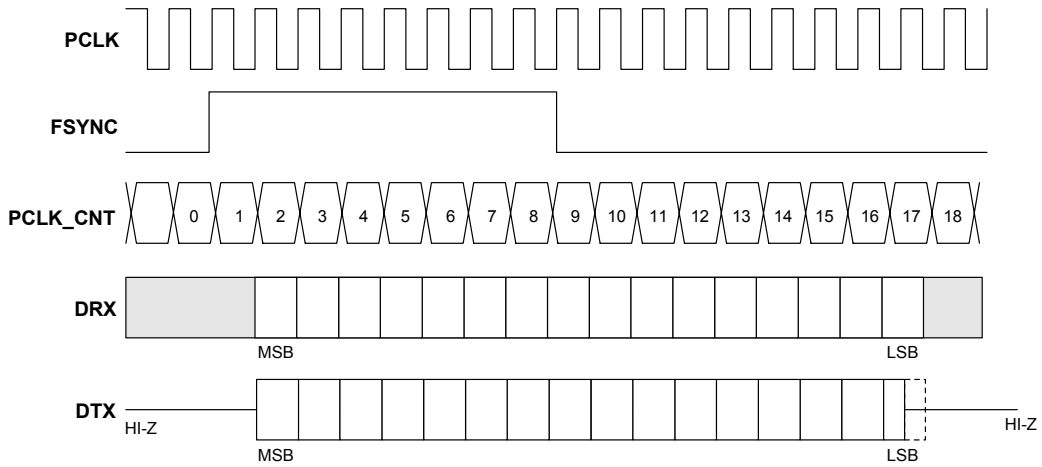 PCLK
FSYNC
PCLK_CNT 0 1 2 3 4 5 6 7 8 9 10 11 12 13 14 15 16 17 18
DRX
MSB LSB
DTX
HI-Z HI-Z
MSB LSB